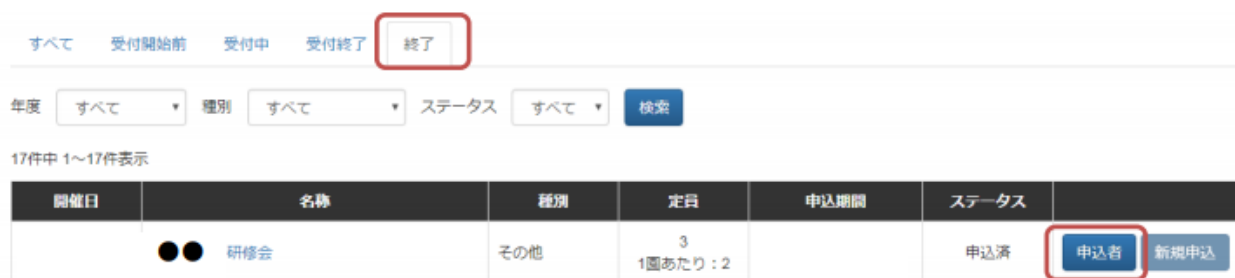 すべて 受付開始前 受付中 受付終了 終了
年度 すべて 種別 すべて ステータス すべて 検索
17件中 1～17件表示
開催日 名称 種別 定員 申込期間 ステータス
●● 研修会 その他 3 申込済 申込者 新規申込
1園あたり：2